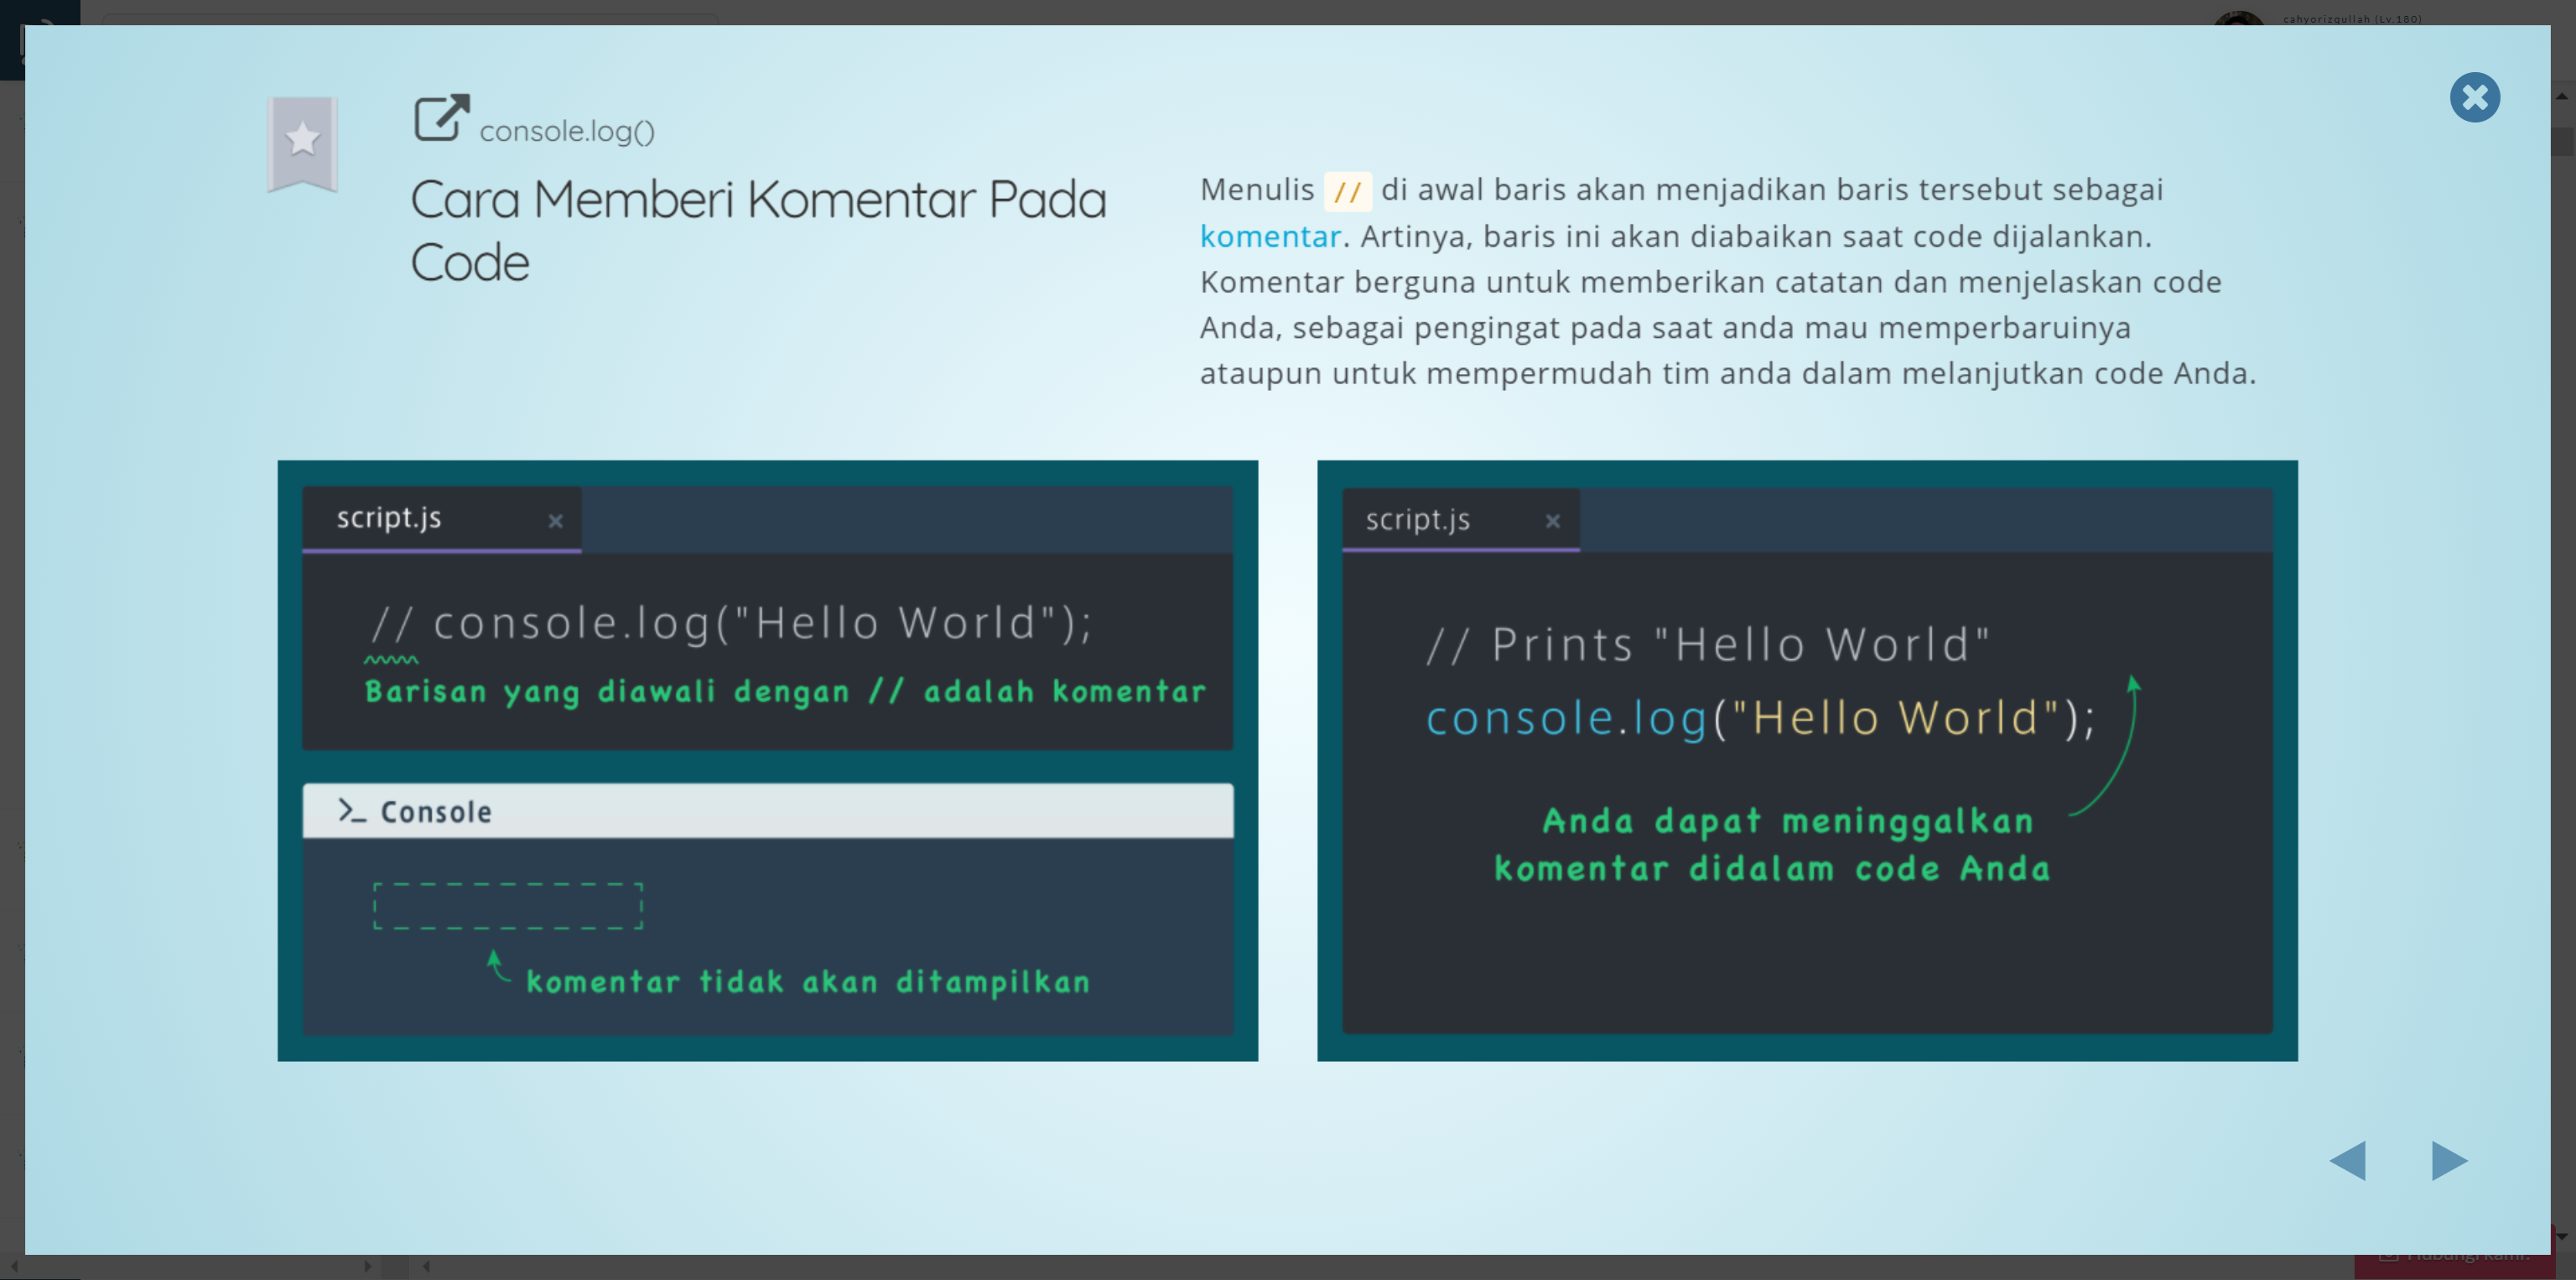 cahyorizqullah (Lv.180)
console.log()
Cara Memberi Komentar Pada
Code
Menulis // di awal baris akan menjadikan baris tersebut sebagai
komentar. Artinya, baris ini akan diabaikan saat code dijalankan.
Komentar berguna untuk memberikan catatan dan menjelaskan code
Anda, sebagai pengingat pada saat anda mau memperbaruinya
ataupun untuk mempermudah tim anda dalam melanjutkan code Anda.
script.js
// console.log("Hello World");
Barisan yang diawali dengan // adalah komentar
>_ Console
komentar tidak akan ditampilkan
script.js
// Prints "Hello World"
console.log("Hello World");
Anda dapat meninggalkan
komentar didalam code Anda